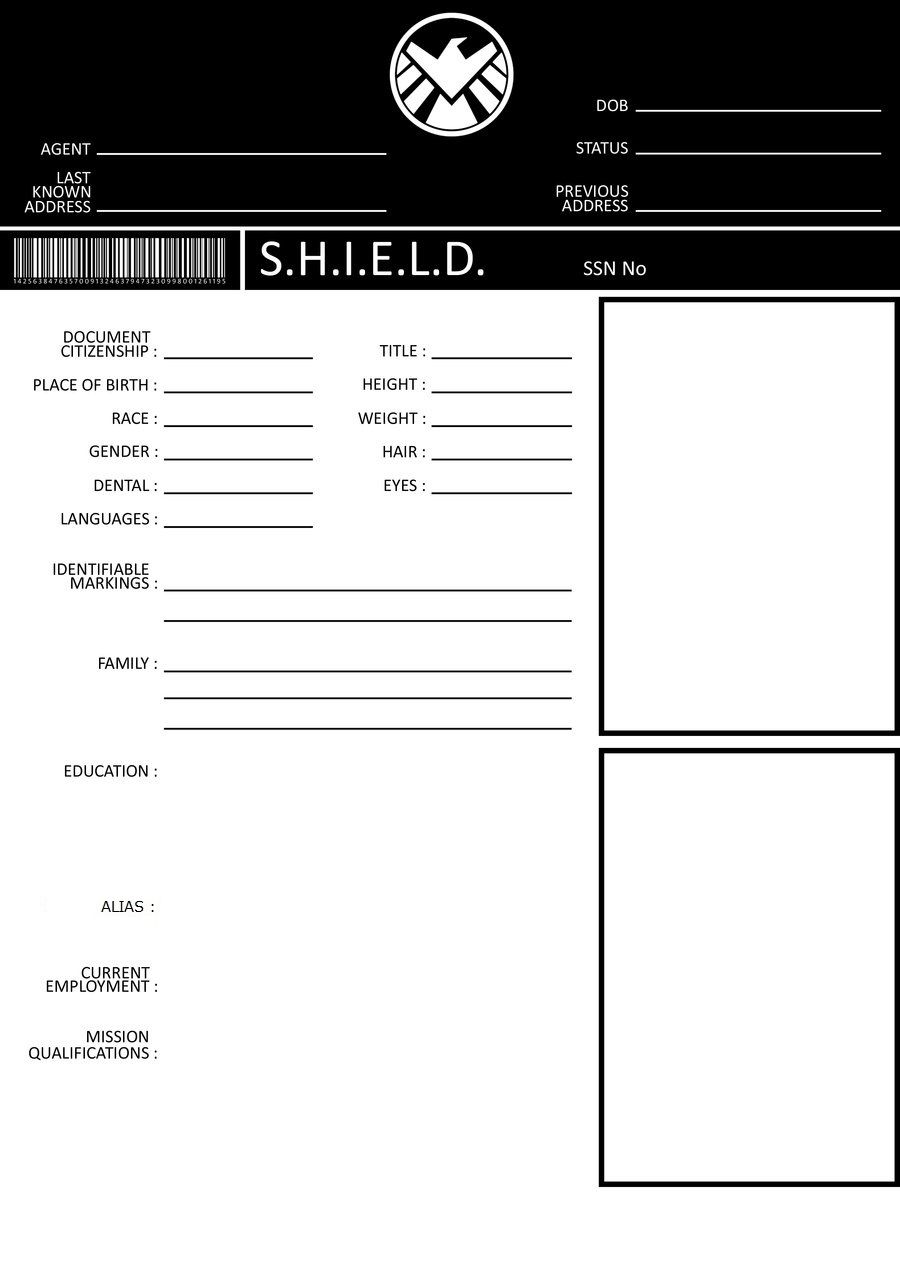 DOB
AGENT
STATUS
LAST
KNOWN
ADDRESS
PREVIOUS
ADDRESS
S.H.I.E.L.D.
SSN No
DOCUMENT
CITIZENSHIP :
TITLE :
PLACE OF BIRTH :
HEIGHT :
RACE :
WEIGHT :
GENDER :
HAIR :
DENTAL :
EYES :
LANGUAGES :
IDENTIFIABLE
MARKINGS :
FAMILY :
EDUCATION :
ALIAS :
CURRENT
EMPLOYMENT :
MISSION
QUALIFICATIONS :